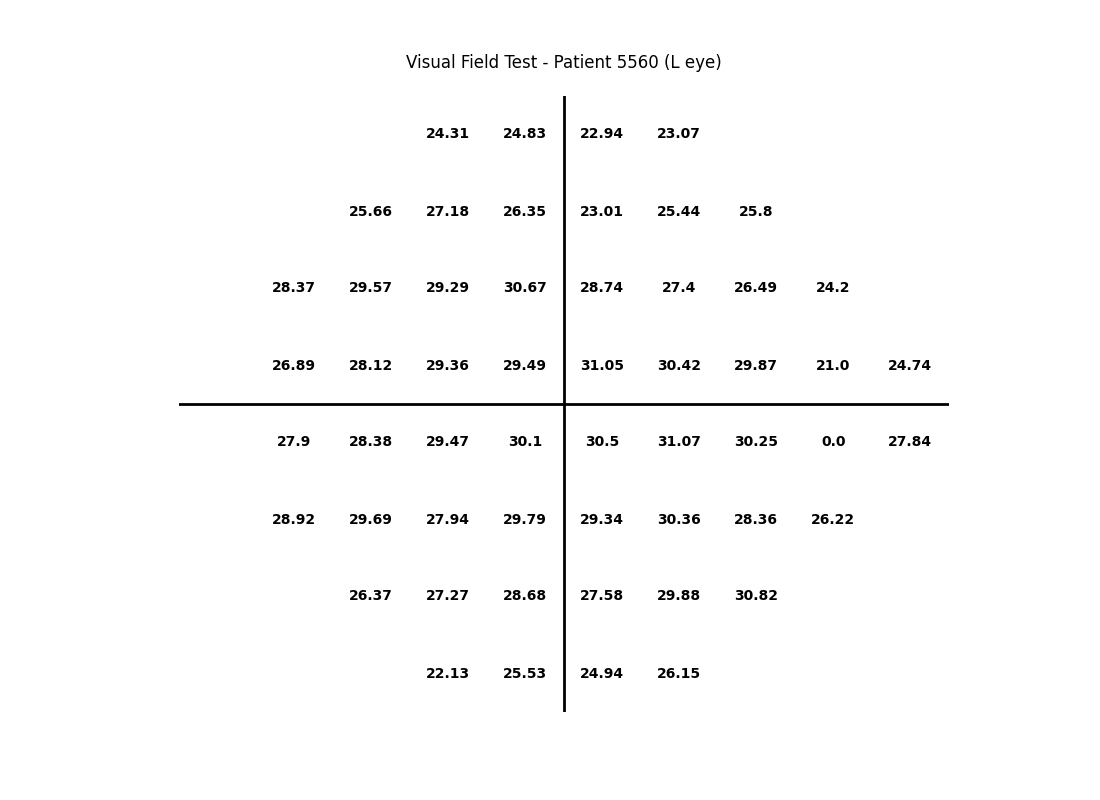 Visual Field Test - Patient 5560 (L eye)
24.31 24.83 22.94 23.07
25.66 27.18 26.35 23.01 25.44 25.8
28.37 29.57 29.29 30.67 28.74 27.4 26.49 24.2
26.89 28.12 29.36 29.49 31.05 30.42 29.87 21.0 24.74
27.9 28.38 29.47 30.1 30.5 31.07 30.25 0.0 27.84
28.92 29.69 27.94 29.79 29.34 30.36 28.36 26.22
26.37 27.27 28.68 27.58 29.88 30.82
22.13 25.53 24.94 26.15